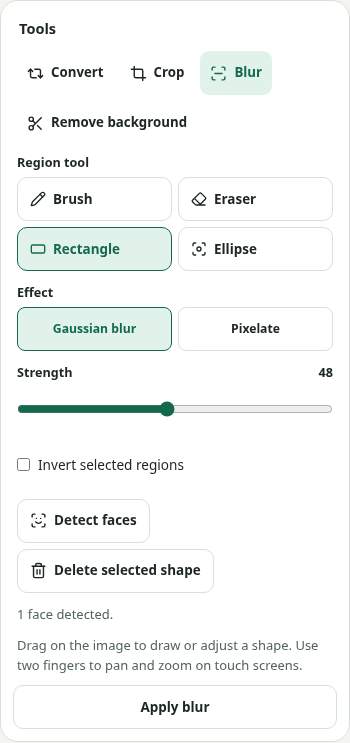 Tools
Convert Crop Blur
Remove background
Region tool
Brush Eraser
Rectangle Ellipse
Effect
Gaussian blur Pixelate
Strength 48
Invert selected regions
Detect faces
Delete selected shape
1 face detected.
Drag on the image to draw or adjust a shape. Use
two fingers to pan and zoom on touch screens.
Apply blur